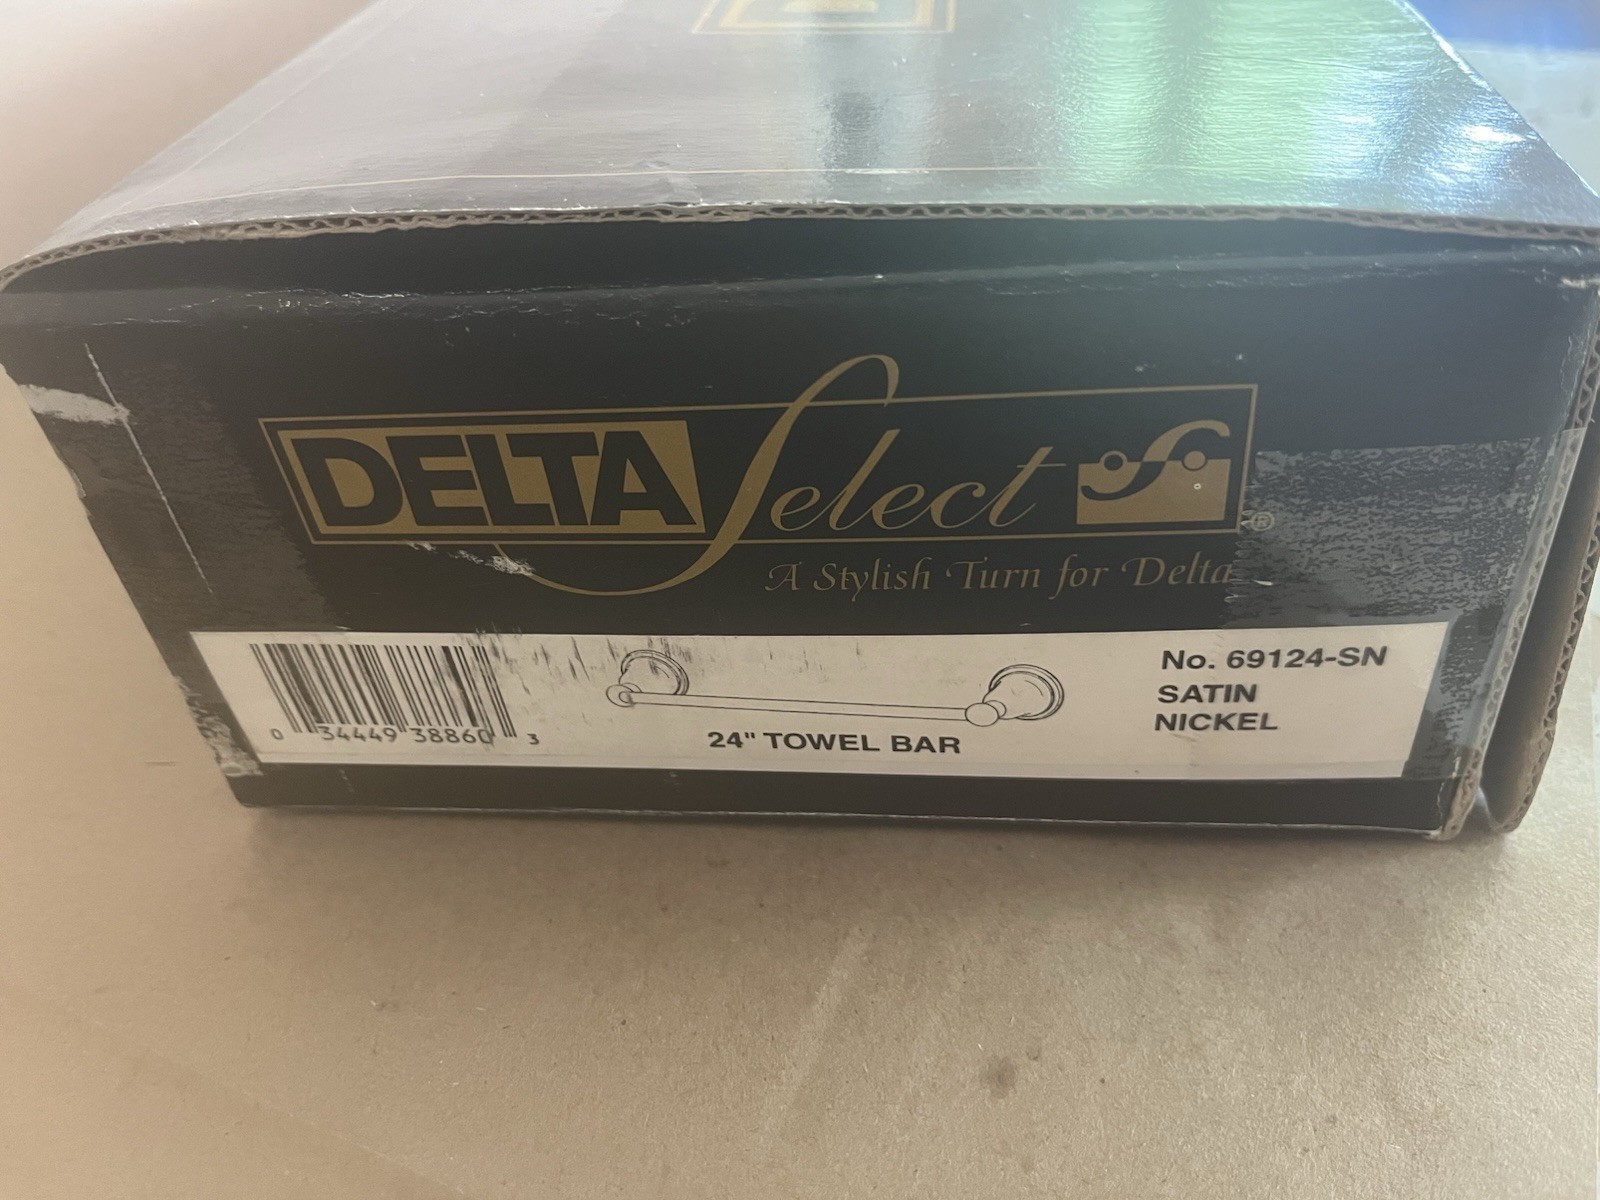 DELTA Select ®
A Stylish Turn for Delta
0 34449 38860 3
24" TOWEL BAR
No. 69124-SN
SATIN
NICKEL